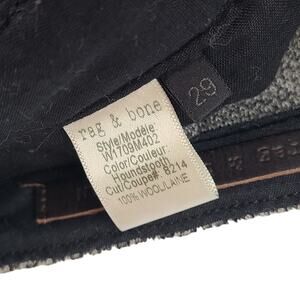 rag & bone
Style/Modèle
W1709M402
Color/Couleur:
Houndstooth
Cut/Coupe#: 8214
100% WOOL/LAINE
29